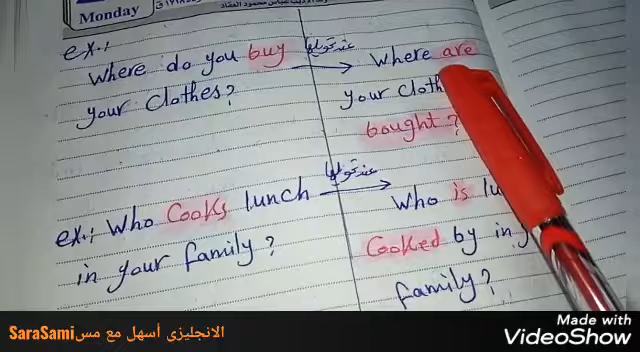 Monday
ex.:
Where do you buy
your clothes?
عند تحويلها
Where are
your cloth
bought?
ex.: Who Cooks lunch
in your family?
عند تحويلها
Who is lu
Cooked by in y
family?
الانجليزى أسهل مع مس SaraSami
Made with
VideoShow